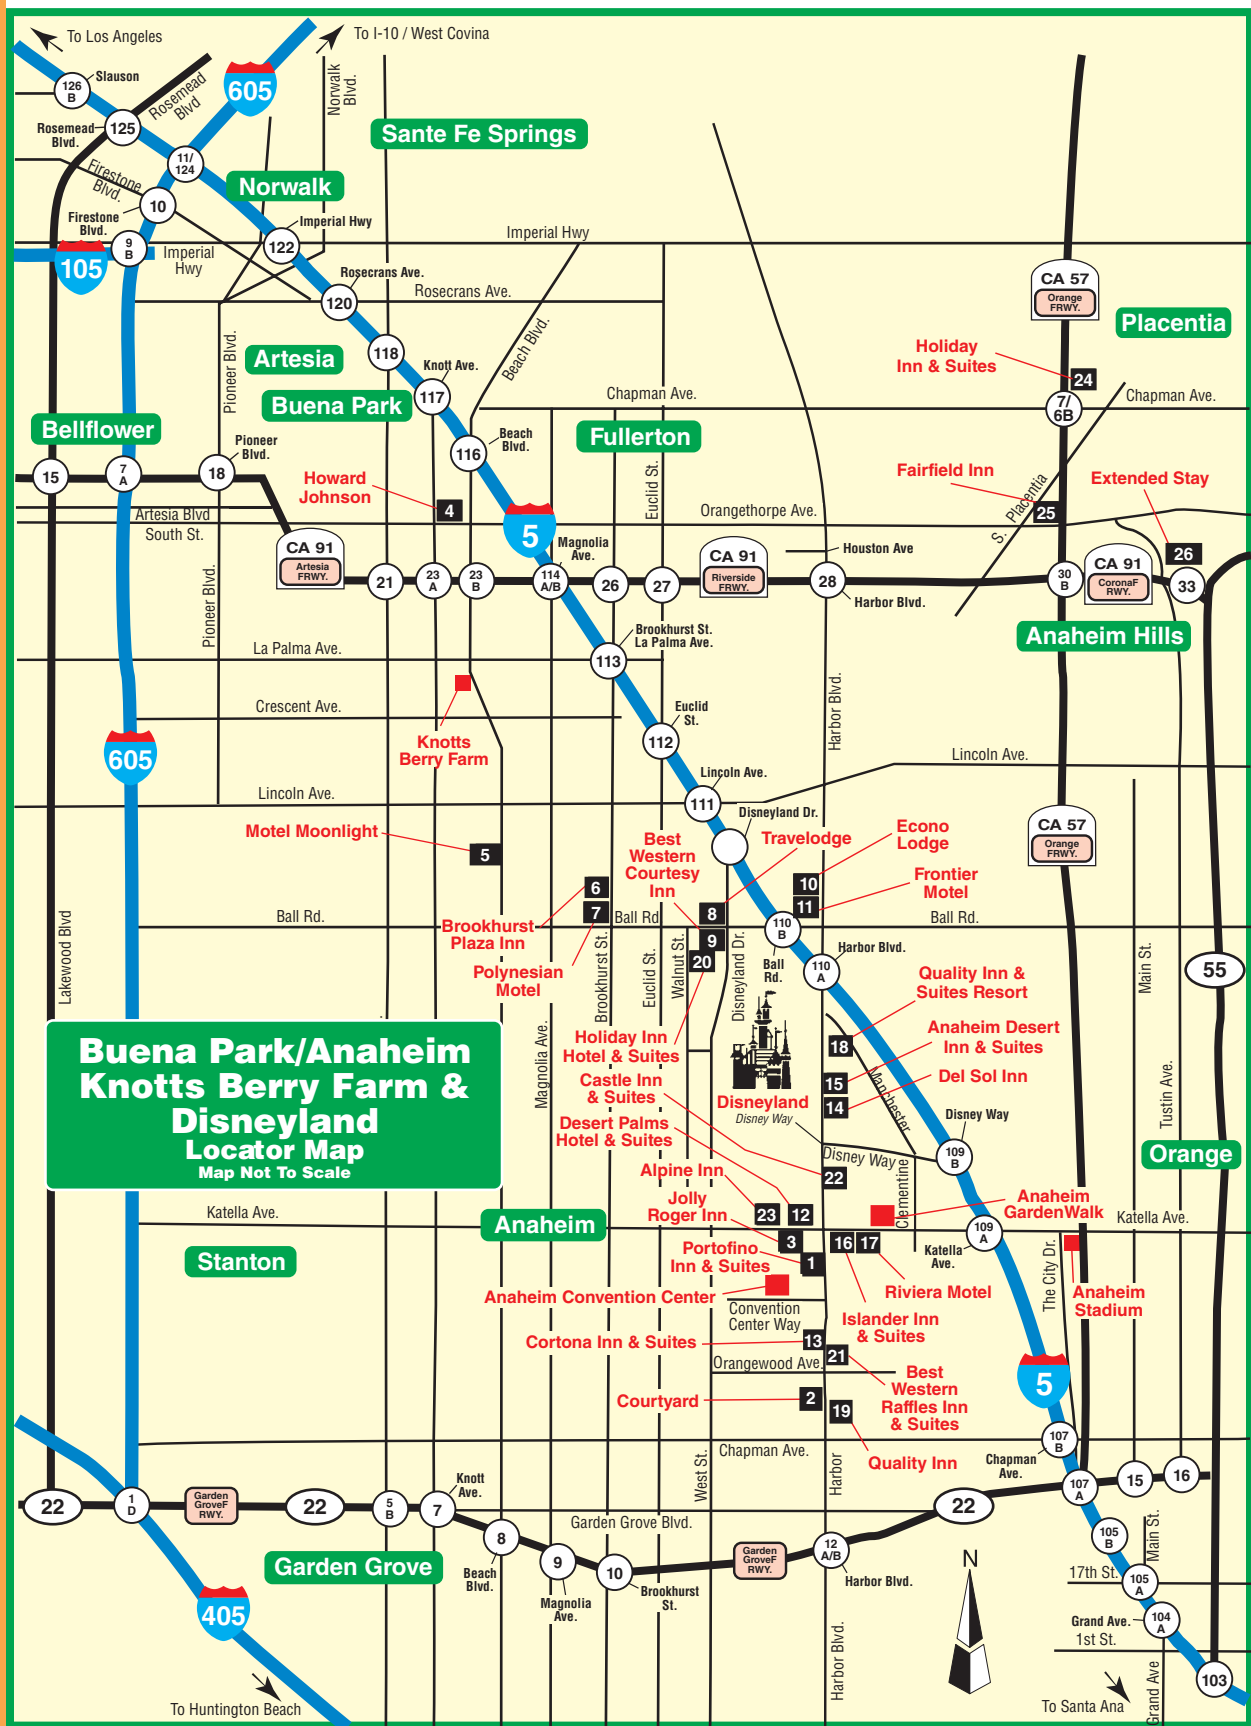 To Los Angeles
To I-10 / West Covina
126
B
Slauson
Rosemead
Blvd
605
Norwalk
Blvd.
Sante Fe Springs
Rosemead
Blvd.
125
11/
124
Firestone
Blvd.
Norwalk
10
Firestone
Blvd.
9
B
Imperial Hwy
122
Imperial Hwy
105
Imperial
Hwy
Rosecrans Ave.
120
Rosecrans Ave.
CA 57
Orange
FRWY.
Placentia
Pioneer Blvd.
Artesia
118
Knott Ave.
Beach Blvd.
Holiday
Inn & Suites
24
117
Buena Park
Chapman Ave.
7/
6B
Chapman Ave.
Bellflower
Pioneer
Blvd.
Beach
Blvd.
Fullerton
116
15
7
A
18
Howard
Johnson
4
Euclid St.
Fairfield Inn
Extended Stay
S. Placentia
25
Artesia Blvd
South St.
Orangethorpe Ave.
5
CA 91
Artesia
FRWY.
Magnolia
Ave.
CA 91
Riverside
FRWY.
Houston Ave
26
CA 91
CoronaF
RWY.
21
23
A
23
B
114
A/B
26
27
28
Harbor Blvd.
30
B
33
Pioneer Blvd.
Brookhurst St.
La Palma Ave.
Anaheim Hills
La Palma Ave.
113
Knotts
Berry Farm
Crescent Ave.
Euclid
St.
112
Harbor Blvd.
605
Lincoln Ave.
Lincoln Ave.
Lincoln Ave.
111
Disneyland Dr.
CA 57
Orange
FRWY.
Motel Moonlight
5
Best
Western
Courtesy
Inn
Travelodge
Econo
Lodge
10
11
Frontier
Motel
6
7
8
Ball Rd.
Ball Rd
Ball Rd.
Brookhurst
Plaza Inn
Polynesian
Motel
9
20
110
B
Ball
Rd.
110
A
Harbor Blvd.
Lakewood Blvd
Brookhurst St.
Euclid St.
Walnut St.
Disneyland Dr.
Main St.
55
Quality Inn &
Suites Resort
Buena Park/Anaheim
Knotts Berry Farm &
Disneyland
Locator Map
Map Not To Scale
Magnolia Ave.
Holiday Inn
Hotel & Suites
18
Anaheim Desert
Inn & Suites
Castle Inn
& Suites
15
Del Sol Inn
14
Manchester
Disneyland
Disney Way
Desert Palms
Hotel & Suites
Disney Way
Disney Way
109
B
Tustin Ave.
Orange
Alpine Inn
22
Clementine
Jolly
Roger Inn
23
12
Anaheim
GardenWalk
Katella Ave.
Anaheim
Katella Ave.
109
A
Katella
Ave.
Stanton
3
16
17
Portofino
Inn & Suites
1
The City Dr.
Anaheim Convention Center
Riviera Motel
Anaheim
Stadium
Convention
Center Way
Islander Inn
& Suites
Cortona Inn & Suites
13
21
Orangewood Ave.
5
Best
Western
Raffles Inn
& Suites
Courtyard
2
19
107
B
Chapman Ave.
Chapman
Ave.
Quality Inn
West St.
Harbor
22
1
D
Garden
GroveF
RWY.
22
5
B
Knott
Ave.
7
22
107
A
15
16
Garden Grove Blvd.
8
Beach
Blvd.
9
Magnolia
Ave.
10
Brookhurst
St.
Garden
GroveF
RWY.
12
A/B
Harbor Blvd.
105
B
Main St.
Garden Grove
N
17th St.
105
A
405
Grand Ave.
104
A
1st St.
Harbor Blvd.
103
To Huntington Beach
To Santa Ana
Grand Ave